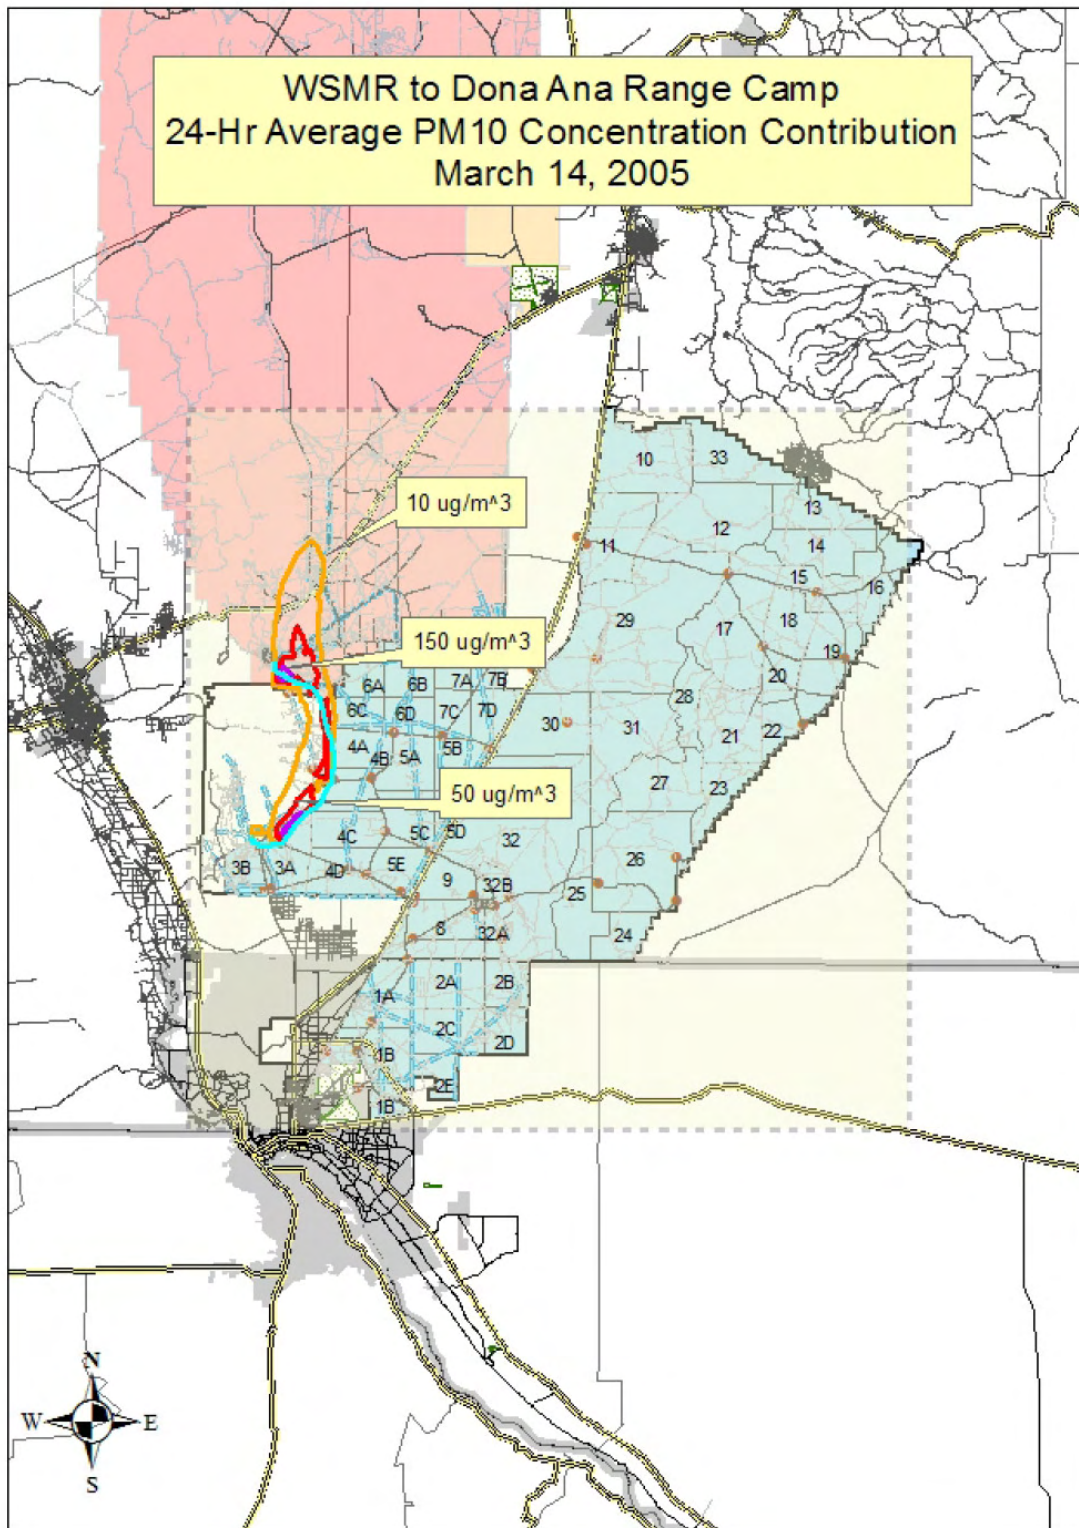 WSMR to Dona Ana Range Camp
24-Hr Average PM10 Concentration Contribution
March 14, 2005
10
33
10 ug/m^3
13
12
11
14
15
16
29
17
18
150 ug/m^3
19
6A
6B
7A
7B
20
28
6C
6D
7C
7D
30
31
21
22
4A
4B
5A
5B
27
23
50 ug/m^3
4C
5C
5D
32
26
3B
3A
4D
5E
9
32B
25
8
32A
24
2A
2B
1A
2C
2D
1B
2E
1B
N
W
E
S